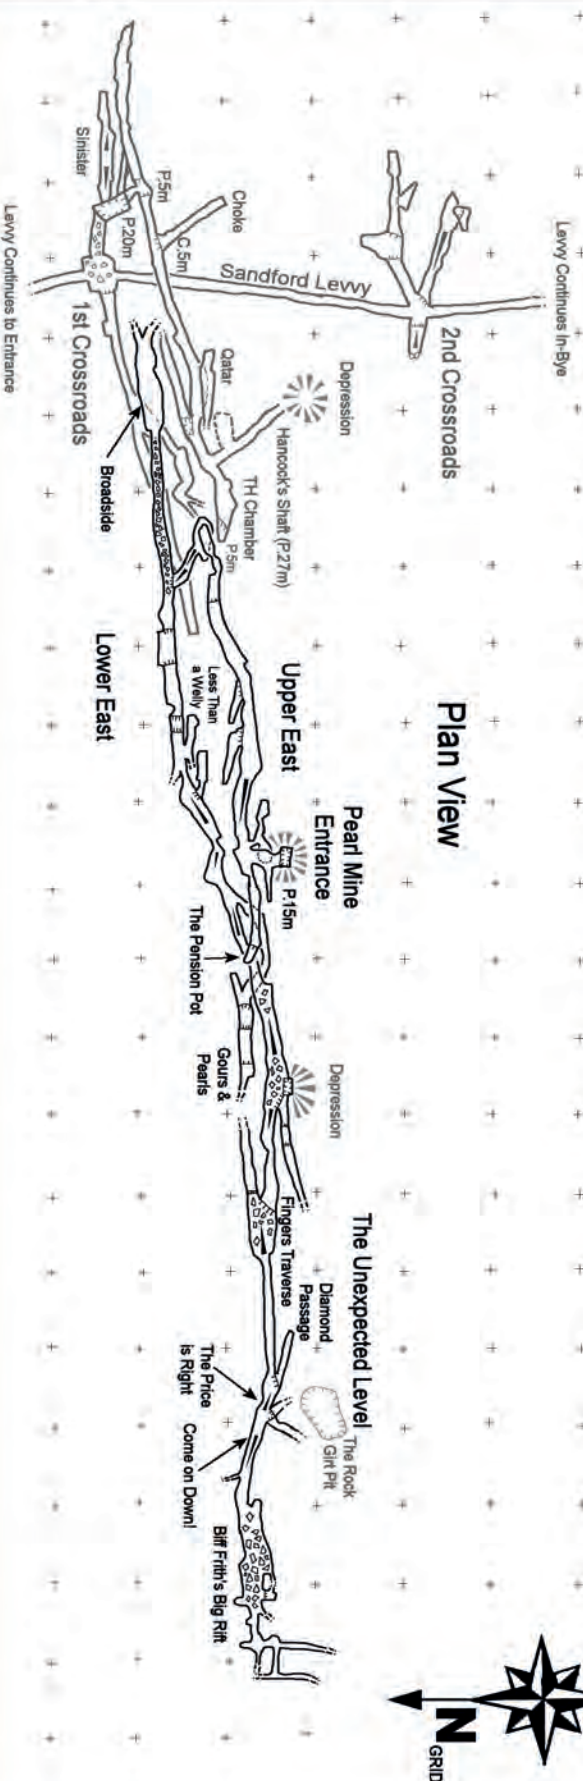 Plan View
N
GRID
Levvy Continues In-Bye
2nd Crossroads
Sandford Levvy
Choke
C.5m
P.5m
Sinister
P.20m
1st Crossroads
Levvy Continues to Entrance
Depression
Hancock's Shaft (P.27m)
Qatar
TH Chamber
P.5m
Broadside
Lower East
Less Than
a Welly
Upper East
Pearl Mine
Entrance
P.15m
The Pension Pot
Gours &
Pearls
Depression
Fingers Traverse
The Unexpected Level
Diamond
Passage
The Rock
Girt Pit
The Price
is Right
Come on Down!
Biff Frith's Big Rift